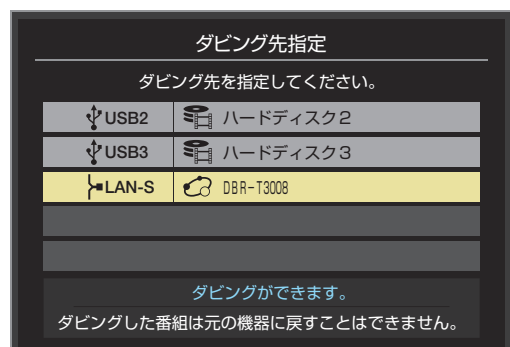 ダビング先指定
ダビング先を指定してください。
USB2 ハードディスク2
USB3 ハードディスク3
LAN-S DBR-T3008
ダビングができます。
ダビングした番組は元の機器に戻すことはできません。